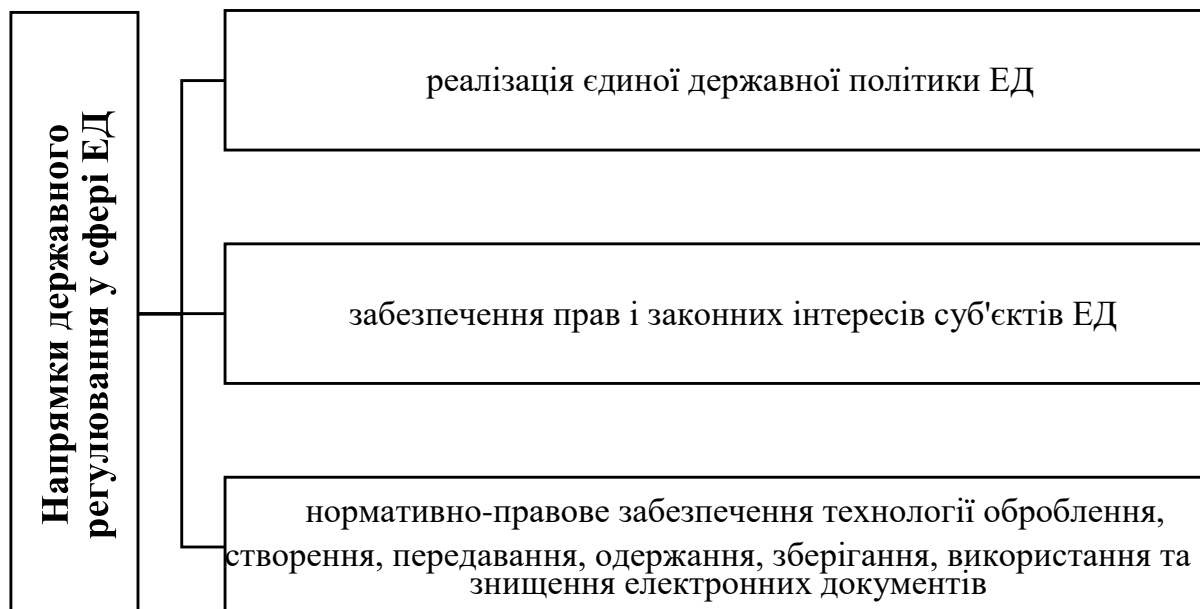 Напрямки державного
регулювання у сфері ЕД
реалізація єдиної державної політики ЕД
забезпечення прав і законних інтересів суб'єктів ЕД
нормативно-правове забезпечення технології оброблення,
створення, передавання, одержання, зберігання, використання та
знищення електронних документів